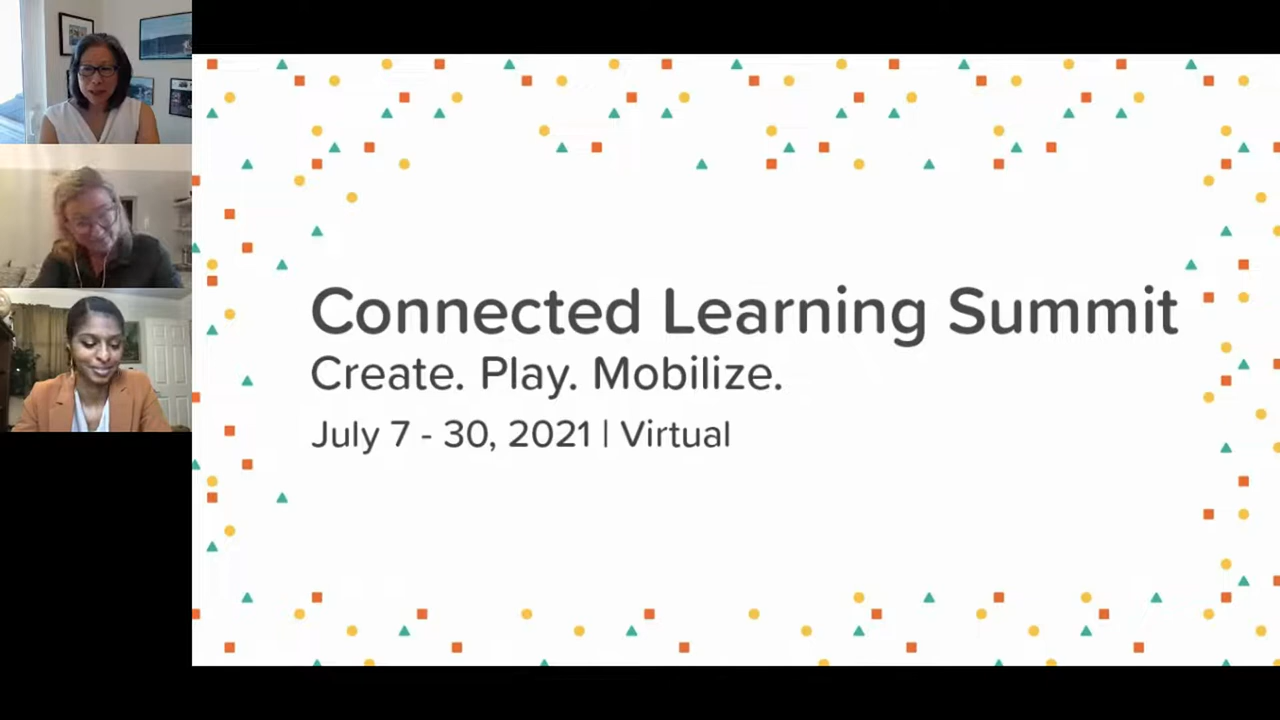 Connected Learning Summit
Create. Play. Mobilize.
July 7 - 30, 2021 | Virtual